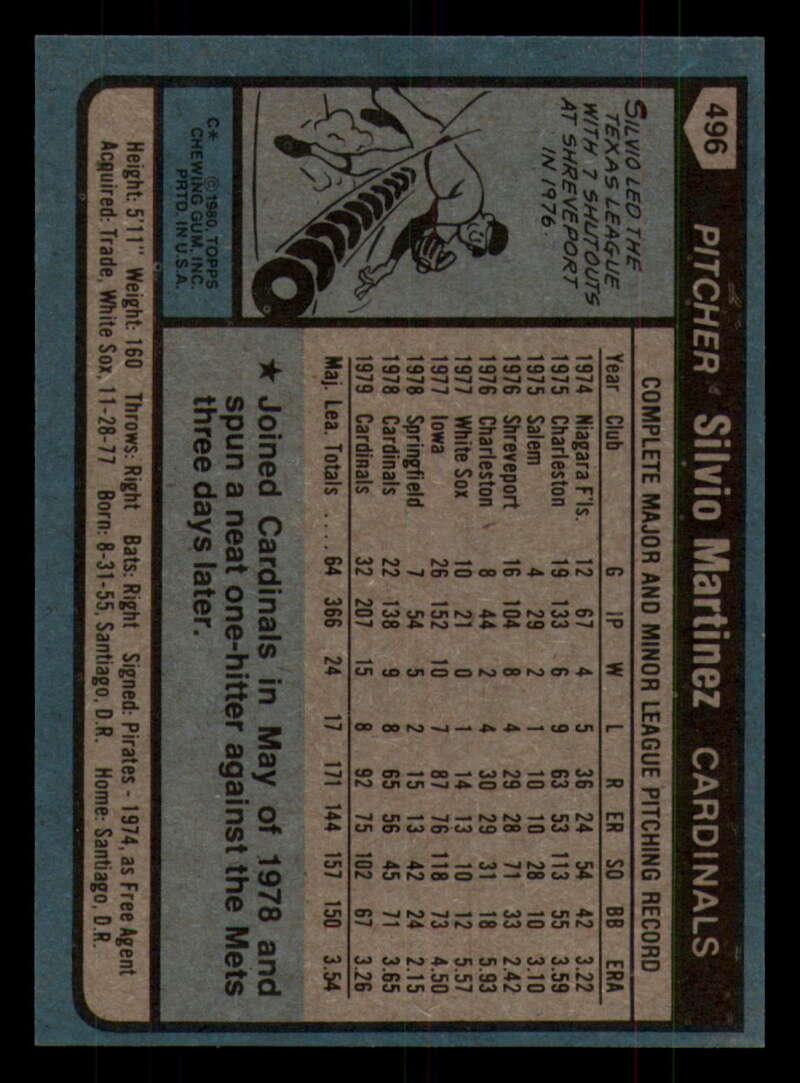 496 PITCHER Silvio Martinez CARDINALS
SILVIO LED THE
TEXAS LEAGUE
WITH 7 SHUTOUTS
AT SHREVEPORT
IN 1976.
C* © 1980, TOPPS
CHEWING GUM, INC.
PRTD. IN U.S.A.
COMPLETE MAJOR AND MINOR LEAGUE PITCHING RECORD
Year Club G IP W L R ER SO BB ERA
1974 Niagara F'ls. 12 67 4 5 36 24 54 42 3.22
1975 Charleston 19 133 6 9 63 53 113 55 3.59
1975 Salem 4 29 2 1 10 10 28 10 3.10
1976 Shreveport 16 104 8 4 29 28 71 33 2.42
1976 Charleston 8 44 2 4 30 29 31 18 5.93
1977 White Sox 10 21 0 1 14 13 10 12 5.57
1977 Iowa 26 152 10 7 87 76 118 73 4.50
1978 Springfield 7 54 5 2 15 13 42 24 2.15
1978 Cardinals 22 138 9 8 65 56 45 71 3.65
1979 Cardinals 32 207 15 8 92 75 102 67 3.26
Maj. Lea. Totals .... 64 366 24 17 171 144 157 150 3.54
★ Joined Cardinals in May of 1978 and
spun a neat one-hitter against the Mets
three days later.
Height: 5'11" Weight: 160 Throws: Right Bats: Right Signed: Pirates - 1974, as Free Agent
Acquired: Trade, White Sox, 11-28-77 Born: 8-31-55, Santiago, D.R. Home: Santiago, D.R.